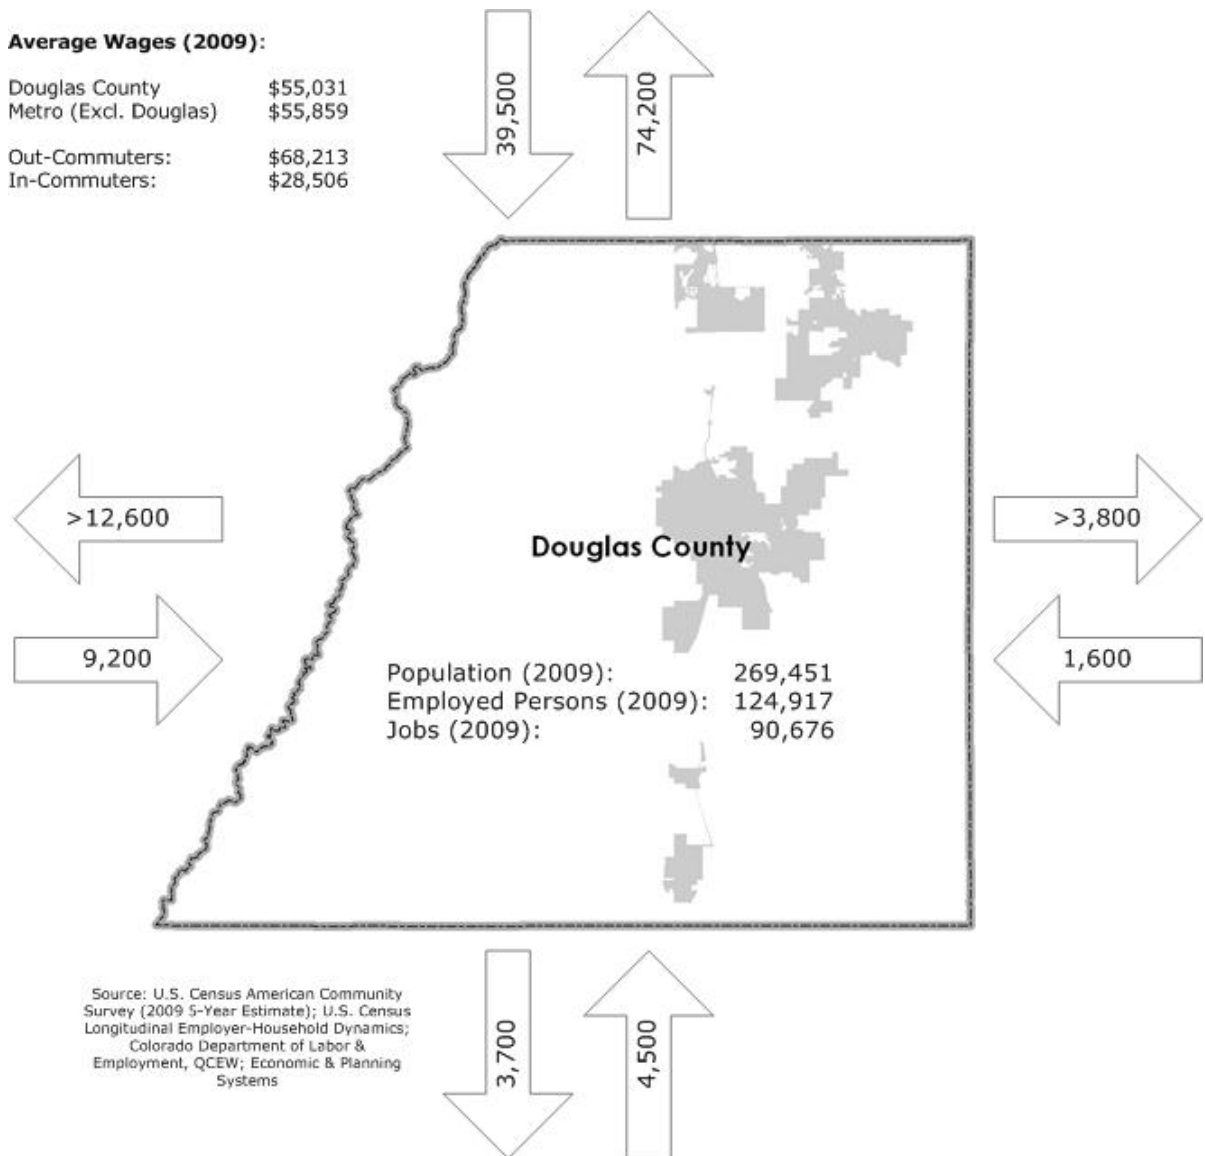 Average Wages (2009):
Douglas County $55,031
Metro (Excl. Douglas) $55,859
Out-Commuters: $68,213
In-Commuters: $28,506
39,500
74,200
>12,600
>3,800
Douglas County
9,200
1,600
Population (2009): 269,451
Employed Persons (2009): 124,917
Jobs (2009): 90,676
Source: U.S. Census American Community
Survey (2009 5-Year Estimate); U.S. Census
Longitudinal Employer-Household Dynamics;
Colorado Department of Labor &
Employment, QCEW; Economic & Planning
Systems
3,700
4,500